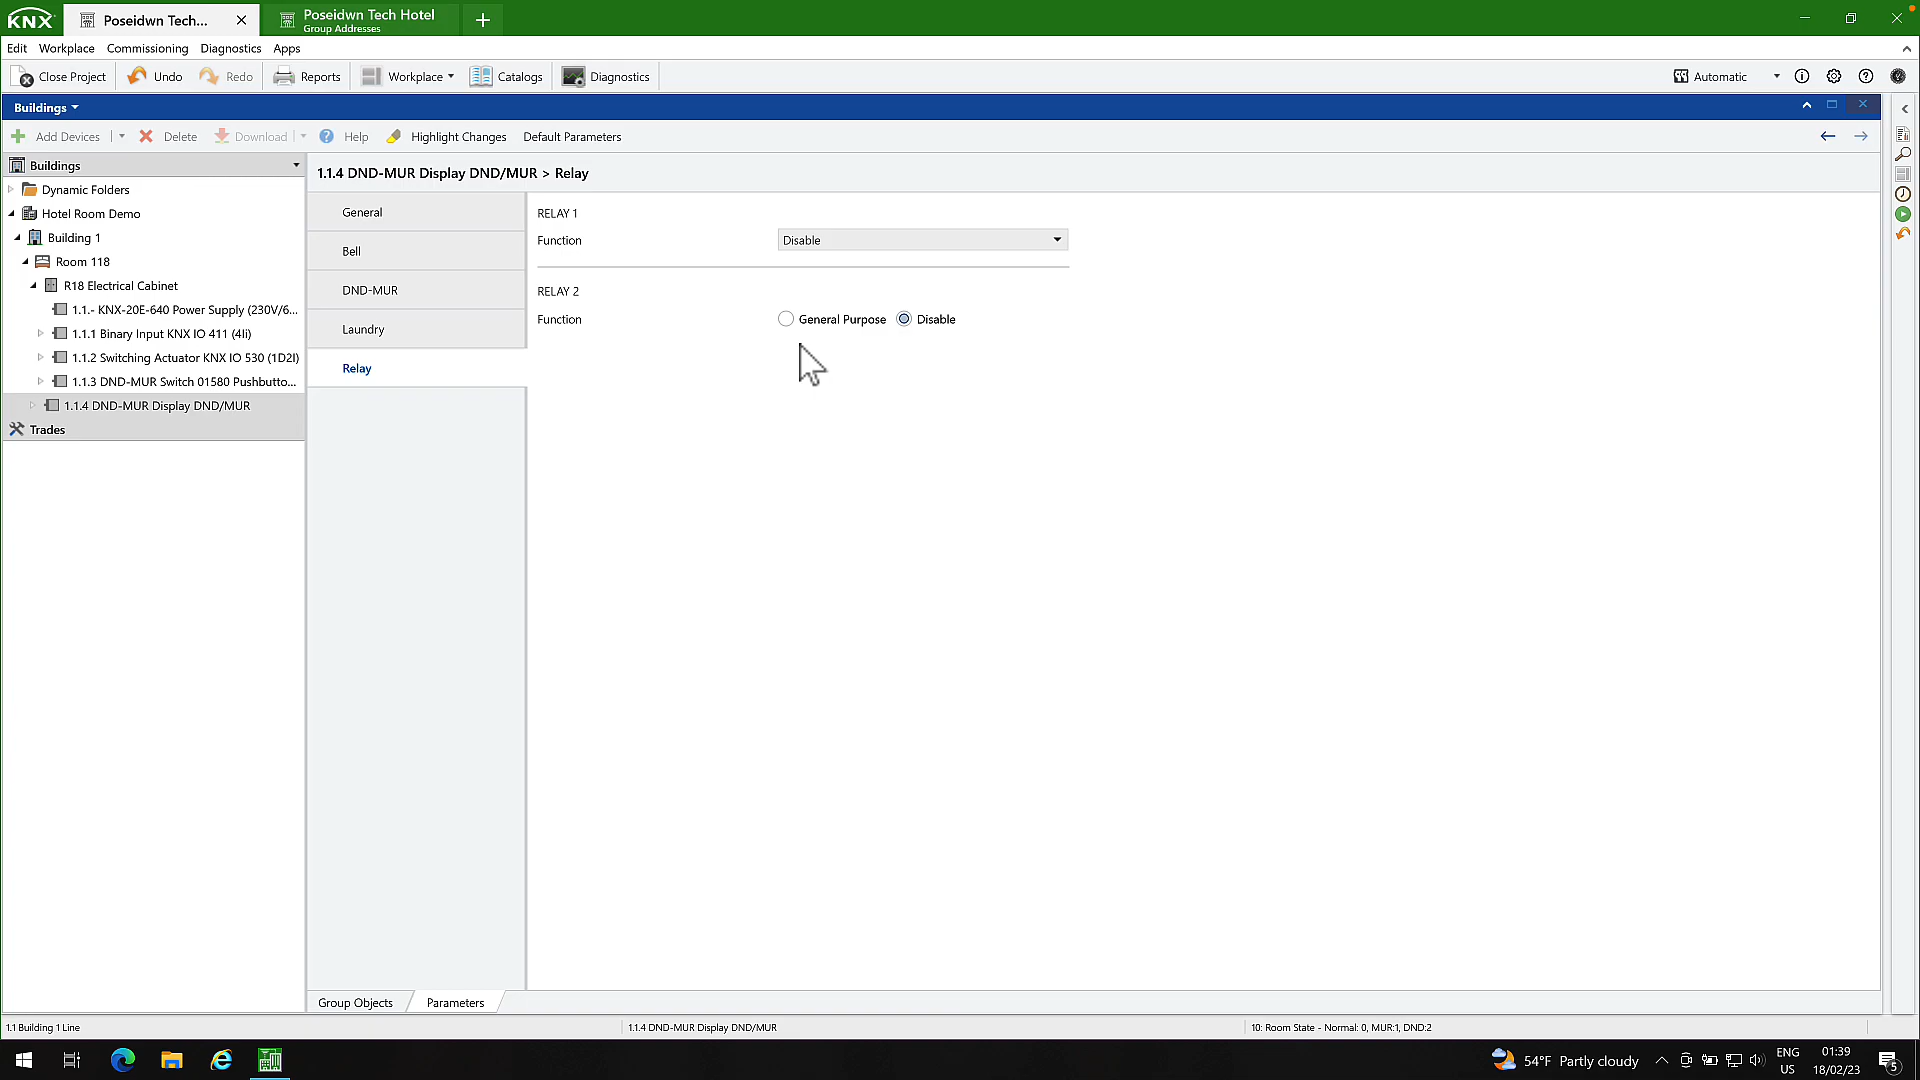 KNX
Poseidwn Tech...
Poseidwn Tech Hotel
Group Addresses
Edit Workplace Commissioning Diagnostics Apps
Close Project Undo Redo Reports Workplace Catalogs Diagnostics Automatic
Buildings
Add Devices Delete Download Help Highlight Changes Default Parameters
Buildings
Dynamic Folders
Hotel Room Demo
Building 1
Room 118
R18 Electrical Cabinet
1.1.- KNX-20E-640 Power Supply (230V/6...
1.1.1 Binary Input KNX IO 411 (4Ii)
1.1.2 Switching Actuator KNX IO 530 (1D2I)
1.1.3 DND-MUR Switch 01580 Pushbutto...
1.1.4 DND-MUR Display DND/MUR
Trades
1.1.4 DND-MUR Display DND/MUR > Relay
General
Bell
DND-MUR
Laundry
Relay
RELAY 1
Function Disable
RELAY 2
Function General Purpose Disable
Group Objects Parameters
1.1 Building 1 Line 1.1.4 DND-MUR Display DND/MUR 10: Room State - Normal: 0, MUR:1, DND:2
54°F Partly cloudy
ENG
US
01:39
18/02/23
5